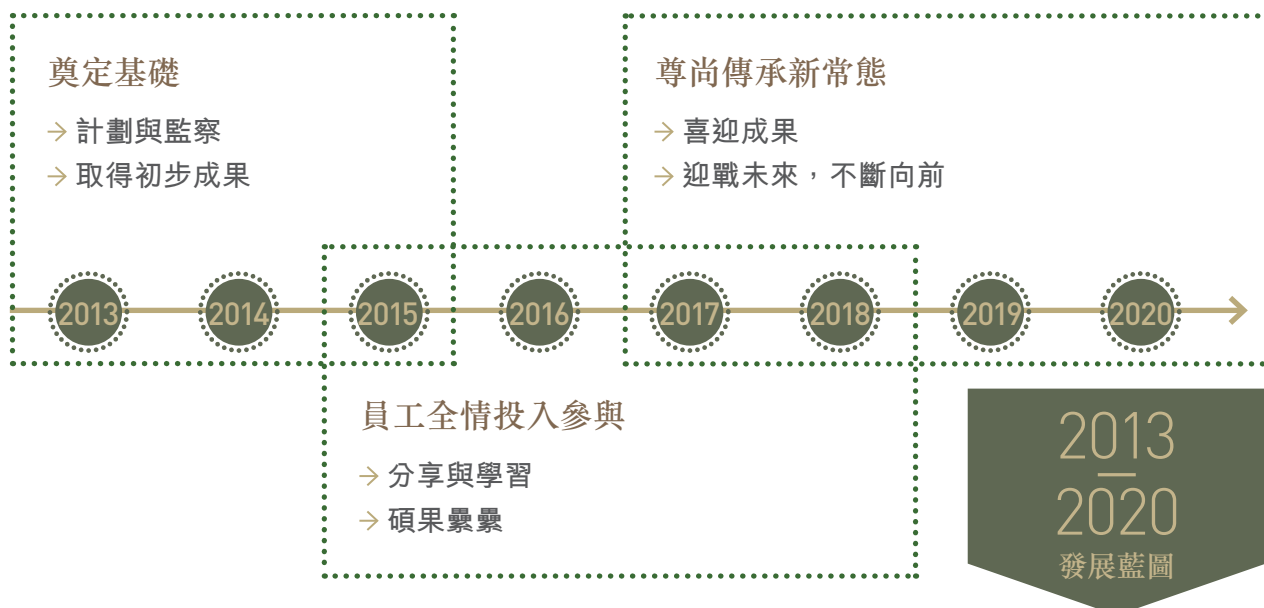 奠定基礎
→ 計劃與監察
→ 取得初步成果
尊尚傳承新常態
→ 喜迎成果
→ 迎戰未來，不斷向前
2013 2014 2015 2016 2017 2018 2019 2020
員工全情投入參與
→ 分享與學習
→ 碩果纍纍
2013
—
2020
發展藍圖